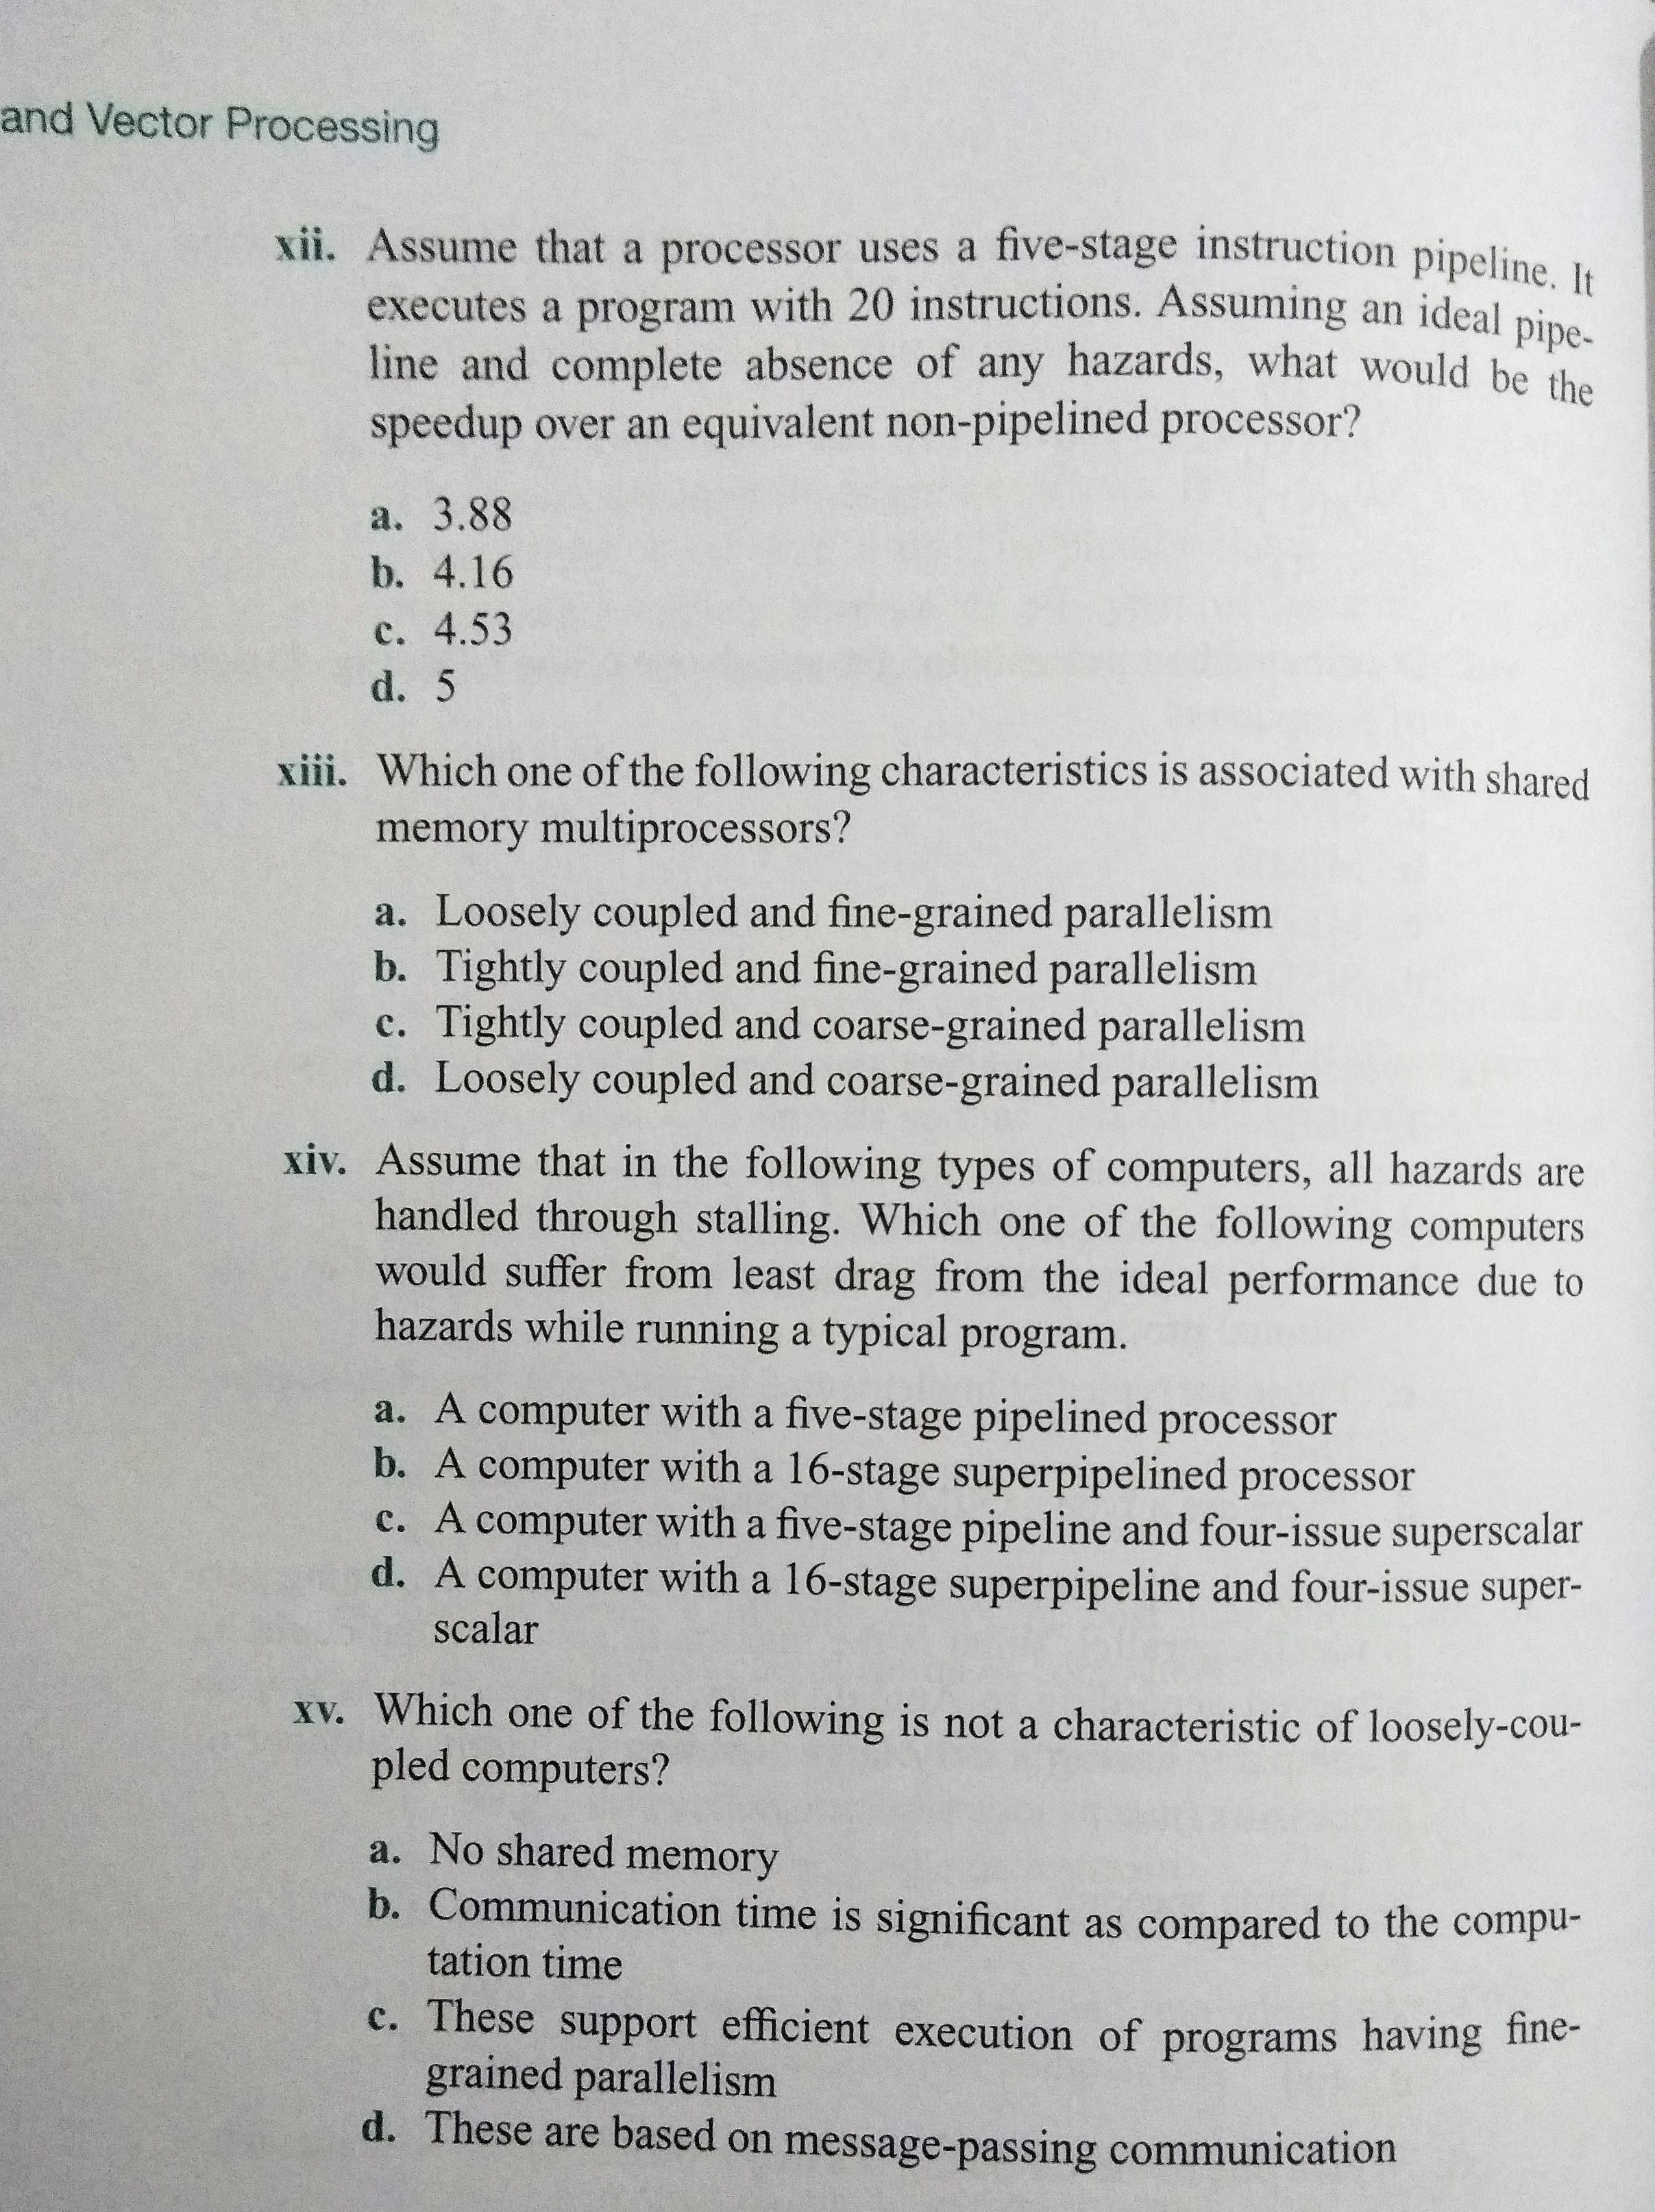 and Vector Processing
xii. Assume that a processor uses a five-stage instruction pipeline. It
executes a program with 20 instructions. Assuming an ideal pipe-
line and complete absence of any hazards, what would be the
speedup over an equivalent non-pipelined processor?
a. 3.88
b. 4.16
c. 4.53
d. 5
xiii. Which one of the following characteristics is associated with shared
memory multiprocessors?
a. Loosely coupled and fine-grained parallelism
b. Tightly coupled and fine-grained parallelism
c. Tightly coupled and coarse-grained parallelism
d. Loosely coupled and coarse-grained parallelism
xiv. Assume that in the following types of computers, all hazards are
handled through stalling. Which one of the following computers
would suffer from least drag from the ideal performance due to
hazards while running a typical program.
a. A computer with a five-stage pipelined processor
b. A computer with a 16-stage superpipelined processor
c. A computer with a five-stage pipeline and four-issue superscalar
d. A computer with a 16-stage superpipeline and four-issue super-
scalar
xv. Which one of the following is not a characteristic of loosely-cou-
pled computers?
a. No shared memory
b. Communication time is significant as compared to the compu-
tation time
c. These support efficient execution of programs having fine-
grained parallelism
d. These are based on message-passing communication